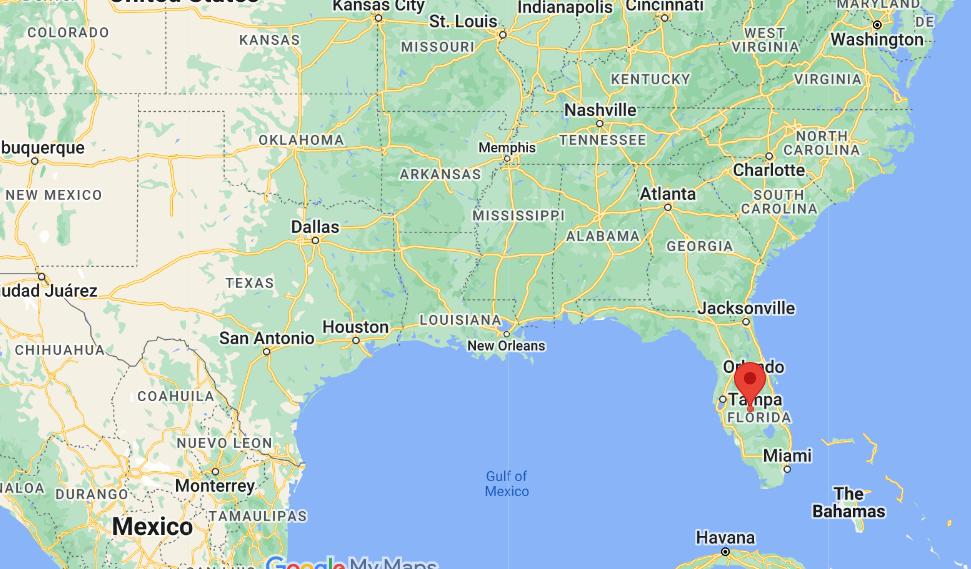 United States
MARYLAND
Kansas City
Indianapolis
Cincinnati
DE
St. Louis
COLORADO
KANSAS
MISSOURI
WEST
VIRGINIA
Washington
KENTUCKY
VIRGINIA
Nashville
OKLAHOMA
TENNESSEE
NORTH
CAROLINA
buquerque
Memphis
Charlotte
ARKANSAS
NEW MEXICO
Atlanta
SOUTH
CAROLINA
MISSISSIPPI
Dallas
ALABAMA
GEORGIA
TEXAS
iudad Juárez
Jacksonville
LOUISIANA
Houston
San Antonio
New Orleans
CHIHUAHUA
Orlando
COAHUILA
Tampa
FLORIDA
NUEVO LEON
Miami
Gulf of
Mexico
Monterrey
NALOA
DURANGO
The
Bahamas
TAMAULIPAS
Mexico
Havana
Google My Maps